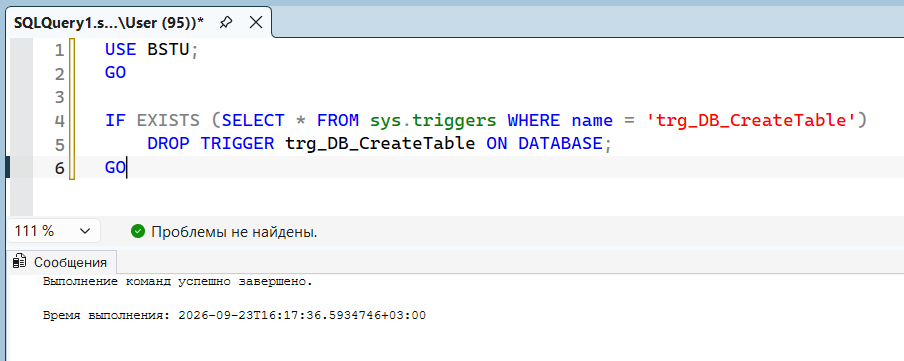 SQLQuery1.s...\User (95))*
1 USE BSTU;
2 GO
3
4 IF EXISTS (SELECT * FROM sys.triggers WHERE name = 'trg_DB_CreateTable')
5 DROP TRIGGER trg_DB_CreateTable ON DATABASE;
6 GO
111 %
Проблемы не найдены.
Сообщения
Выполнение команд успешно завершено.
Время выполнения: 2026-09-23T16:17:36.5934746+03:00